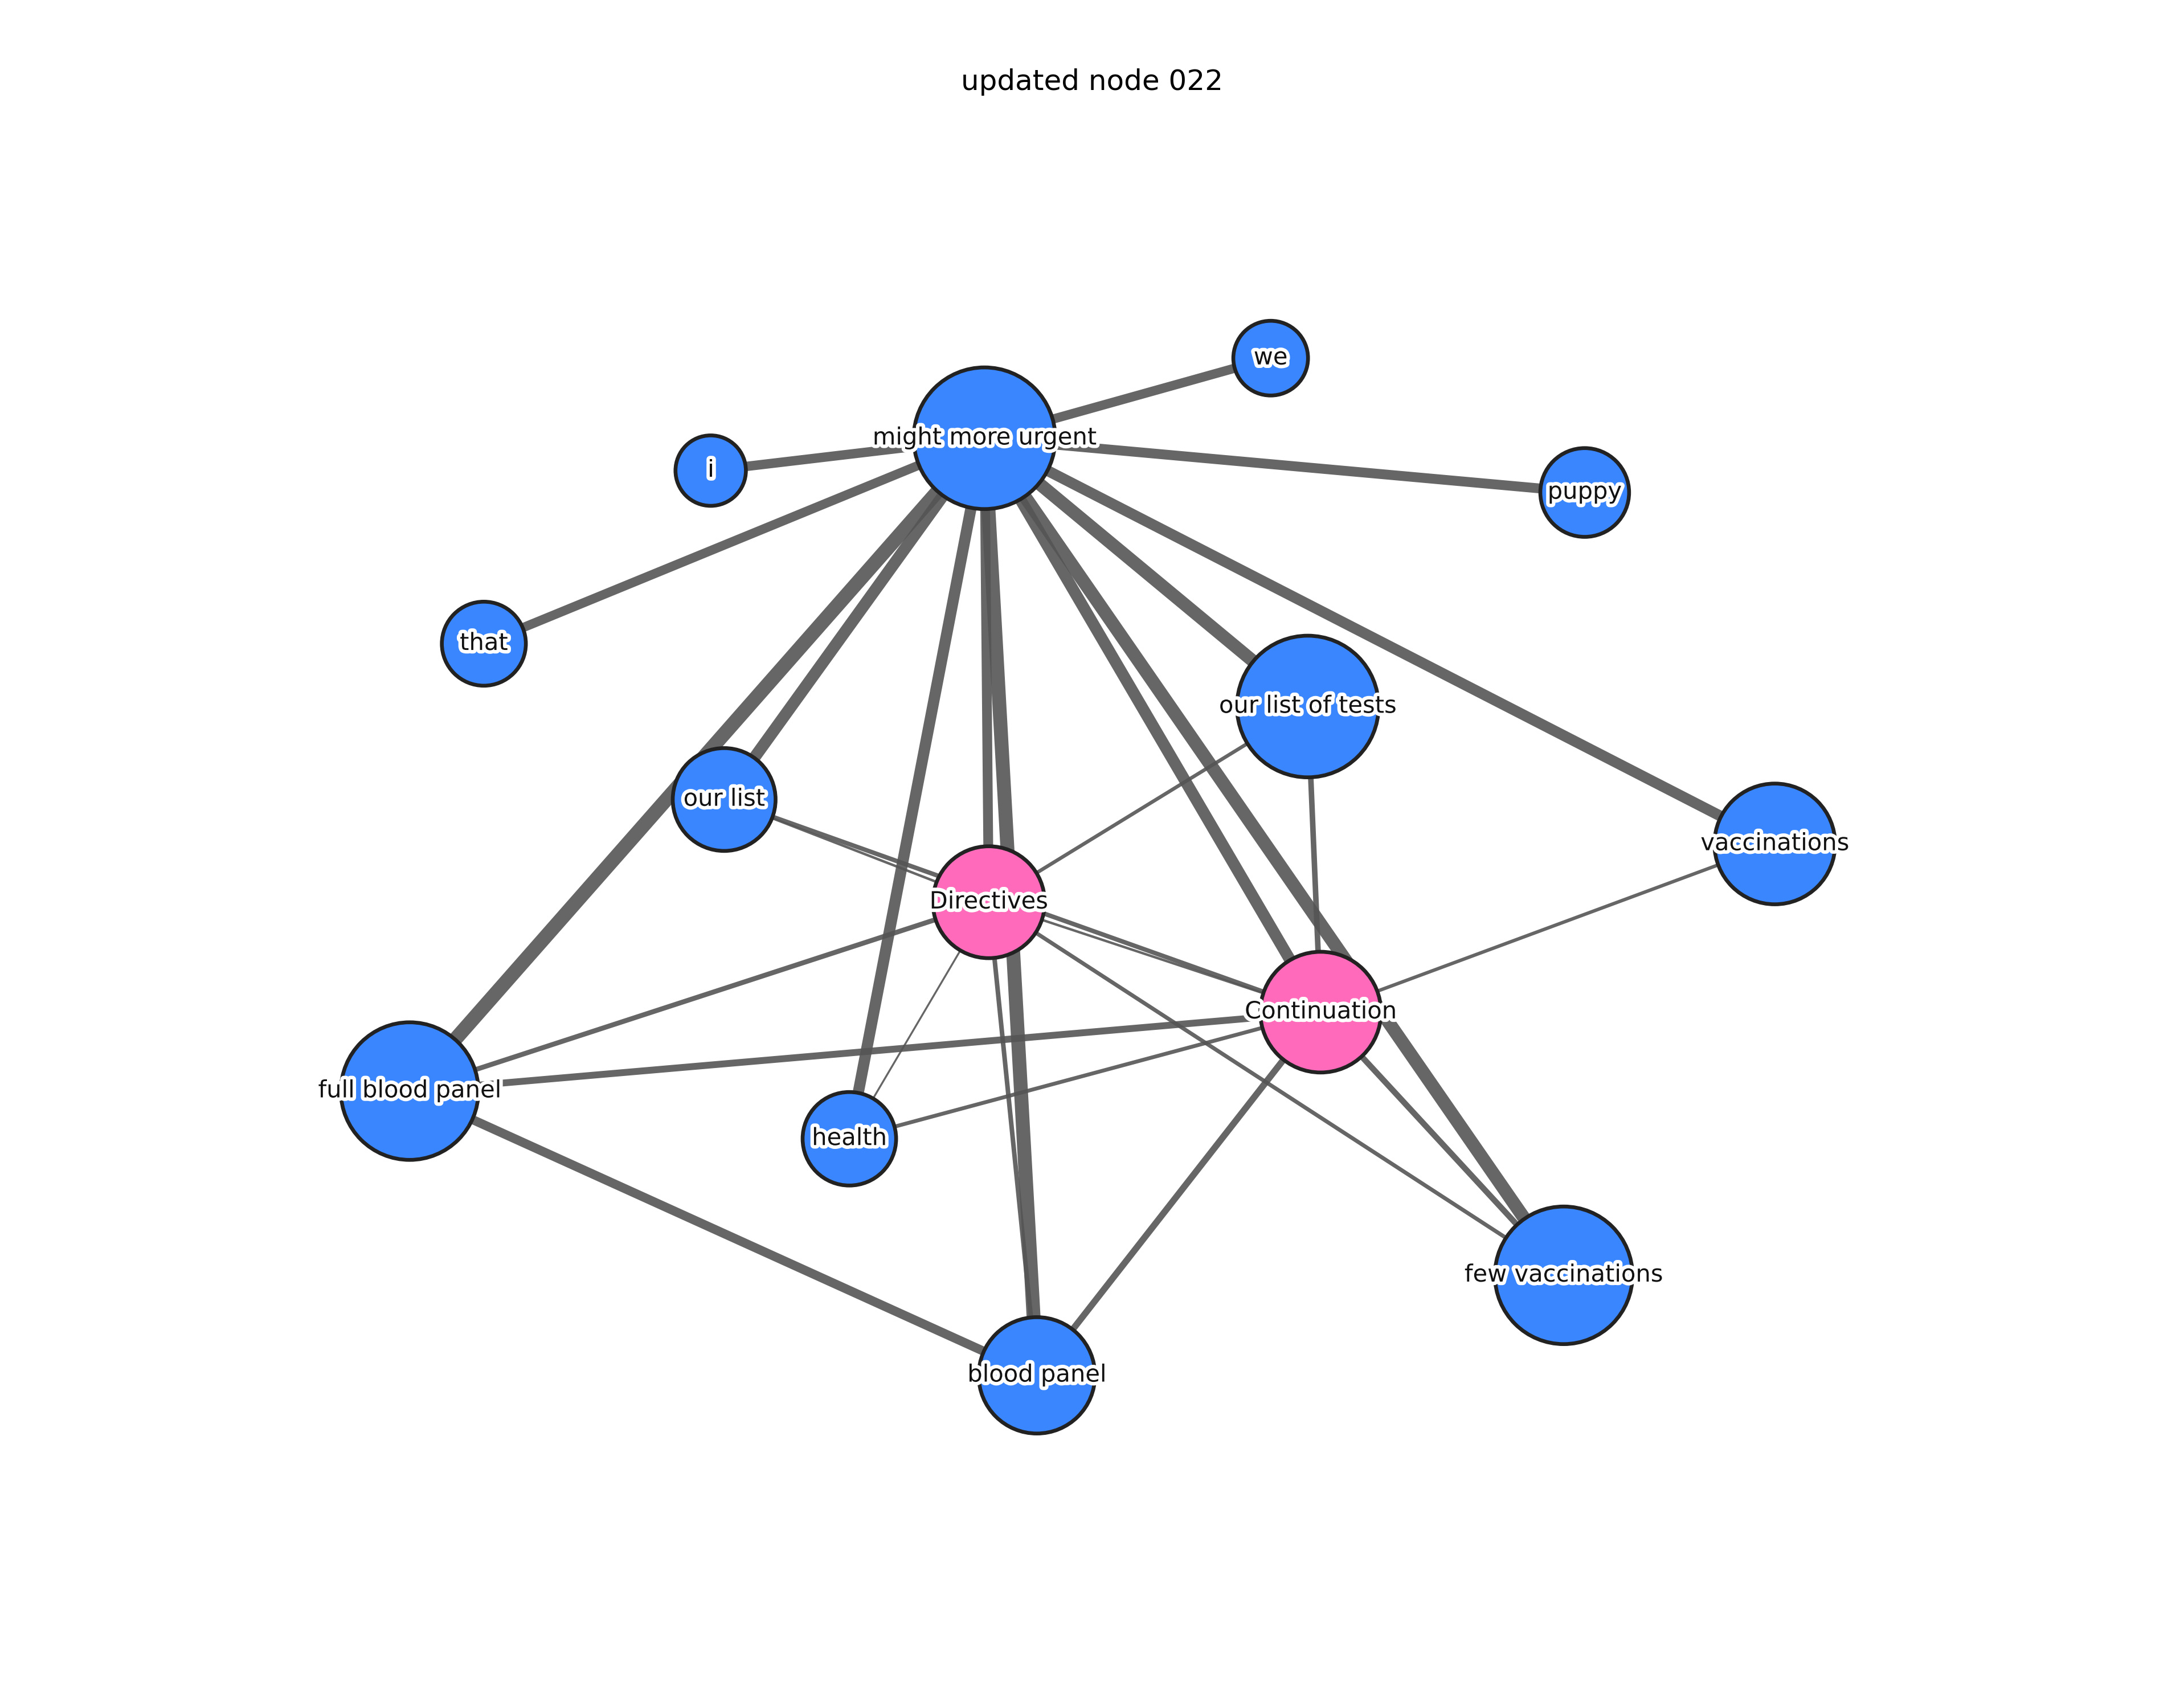 updated node 022
we
might more urgent
i
puppy
that
our list of tests
our list
vaccinations
Directives
Continuation
full blood panel
health
few vaccinations
blood panel